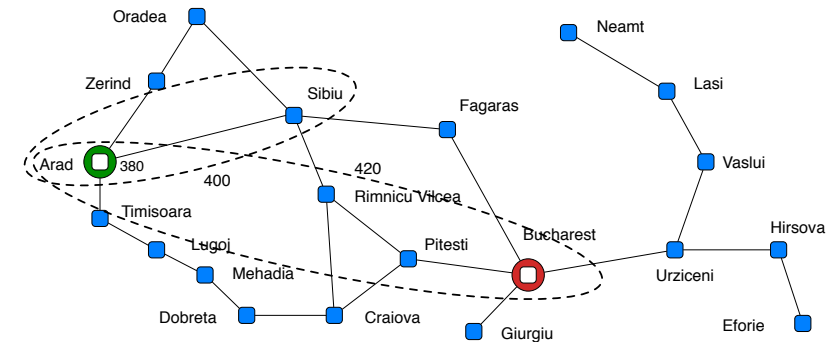 Oradea
Neamt
Zerind
Lasi
Sibiu
Fagaras
Arad
380
420
Vaslui
400
Rimnicu Vilcea
Timisoara
Hirsova
Bucharest
Lugoj
Pitesti
Mehadia
Urziceni
Dobreta
Craiova
Eforie
Giurgiu